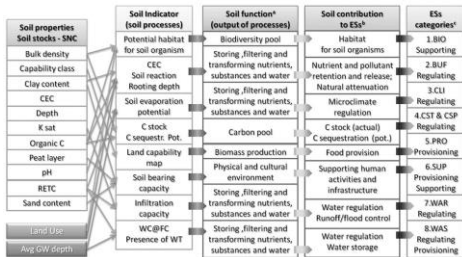 Soil properties
Soil stocks - SNC
Bulk density
Capability class
Clay content
CEC
Depth
K sat
Organic C
Peat layer
pH
RETC
Sand content
Land Use
Avg GW depth
Soil Indicator
(soil processes)
Potential habitat
for soil organism
CEC
Soil reaction
Rooting depth
Soil evaporation
potential
C stock
C sequestr. Pot.
Land capability
map
Soil bearing
capacity
Infiltration
capacity
WC@FC
Presence of WT
Soil functionᵃ
(output of processes)
Biodiversity pool
Storing ,filtering and
transforming nutrients,
substances and water
Storing ,filtering and
transforming nutrients,
substances and water
Carbon pool
Biomass production
Physical and cultural
environment
Storing ,filtering and
transforming nutrients,
substances and water
Storing ,filtering and
transforming nutrients,
substances and water
Soil contribution
to ESsᵇ
Habitat
for soil organisms
Nutrient and pollutant
retention and release;
Natural attenuation
Microclimate
regulation
C stock (actual)
C sequestration (pot.)
Food provision
Supporting human
activities and
infrastructure
Water regulation
Runoff/flood control
Water regulation
Water storage
ESs
categoriesᶜ
1.BIO
Supporting
2.BUF
Regulating
3.CLI
Regulating
4.CST & CSP
Regulating
5.PRO
Provisioning
6.SUP
Provisioning
Supporting
7.WAR
Regulating
8.WAS
Regulating
Provisioning